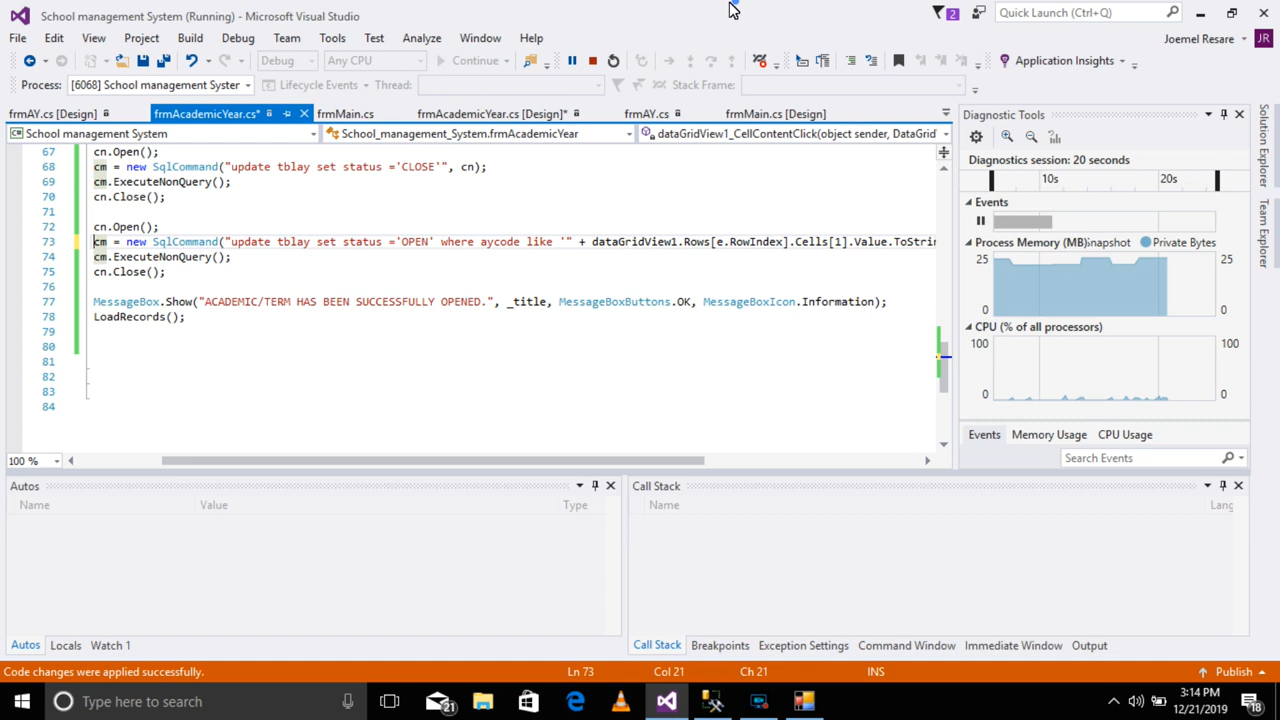 School management System (Running) - Microsoft Visual Studio
2
Quick Launch (Ctrl+Q)
File Edit View Project Build Debug Team Tools Test Analyze Window Help
Joemel Resare JR
Debug Any CPU Continue Application Insights
Process: [6068] School management Syster Lifecycle Events Thread: Stack Frame:
frmAY.cs [Design] frmAcademicYear.cs* frmMain.cs frmAcademicYear.cs [Design]* frmAY.cs frmMain.cs [Design]
School management System School_management_System.frmAcademicYear dataGridView1_CellContentClick(object sender, DataGrid
67 cn.Open();
68 cm = new SqlCommand("update tblay set status ='CLOSE'", cn);
69 cm.ExecuteNonQuery();
70 cn.Close();
71
72 cn.Open();
73 cm = new SqlCommand("update tblay set status ='OPEN' where aycode like '" + dataGridView1.Rows[e.RowIndex].Cells[1].Value.ToStrin
74 cm.ExecuteNonQuery();
75 cn.Close();
76
77 MessageBox.Show("ACADEMIC/TERM HAS BEEN SUCCESSFULLY OPENED.", _title, MessageBoxButtons.OK, MessageBoxIcon.Information);
78 LoadRecords();
79
80
81
82
83
84
100 %
Diagnostic Tools
Diagnostics session: 20 seconds
10s 20s
Events
Process Memory (MB) Snapshot Private Bytes
25 25
0 0
CPU (% of all processors)
100 100
0 0
Events Memory Usage CPU Usage
Search Events
Solution Explorer
Team Explorer
Autos
Name Value Type
Autos Locals Watch 1
Call Stack
Name Lang
Call Stack Breakpoints Exception Settings Command Window Immediate Window Output
Code changes were applied successfully. Ln 73 Col 21 Ch 21 INS Publish
Type here to search
21
3:14 PM
12/21/2019
18